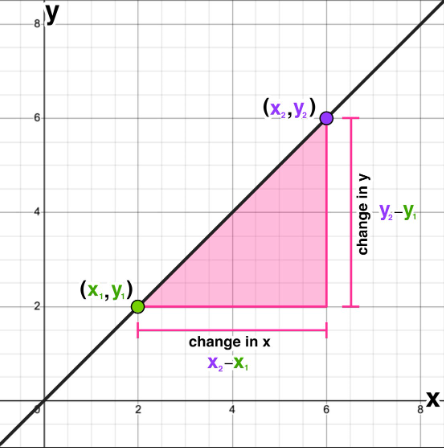 y
8
(x₂,y₂)
6
change in y
y₂–y₁
4
(x₁,y₁)
2
change in x
x₂–x₁
x
0
2
4
6
8